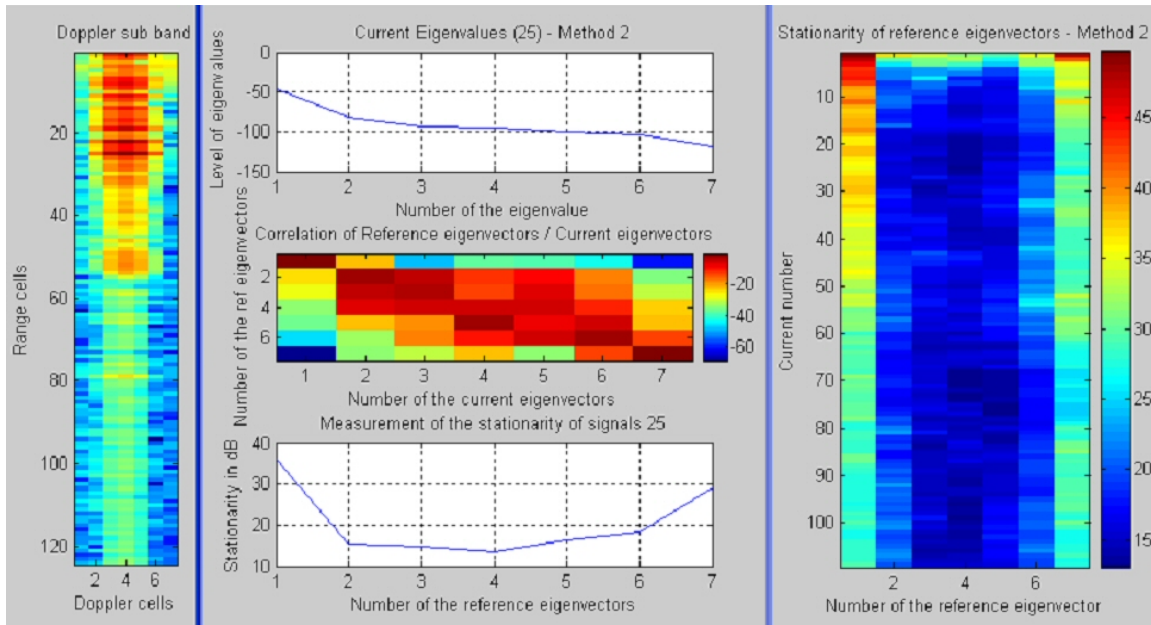 Doppler sub band
20
40
60
80
100
120
2 4 6
Range cells
Doppler cells
Current Eigenvalues (25) - Method 2
0
-50
-100
-150
1 2 3 4 5 6 7
Level of eigenvalues
Number of the eigenvalue
Correlation of Reference eigenvectors / Current eigenvectors
2
4
6
1 2 3 4 5 6 7
-20
-40
-60
Number of the ref eigenvectors
Number of the current eigenvectors
Measurement of the stationarity of signals 25
40
30
20
10
1 2 3 4 5 6 7
Stationarity in dB
Number of the reference eigenvectors
Stationarity of reference eigenvectors - Method 2
10
20
30
40
50
60
70
80
90
100
2 4 6
45
40
35
30
25
20
15
Current number
Number of the reference eigenvector